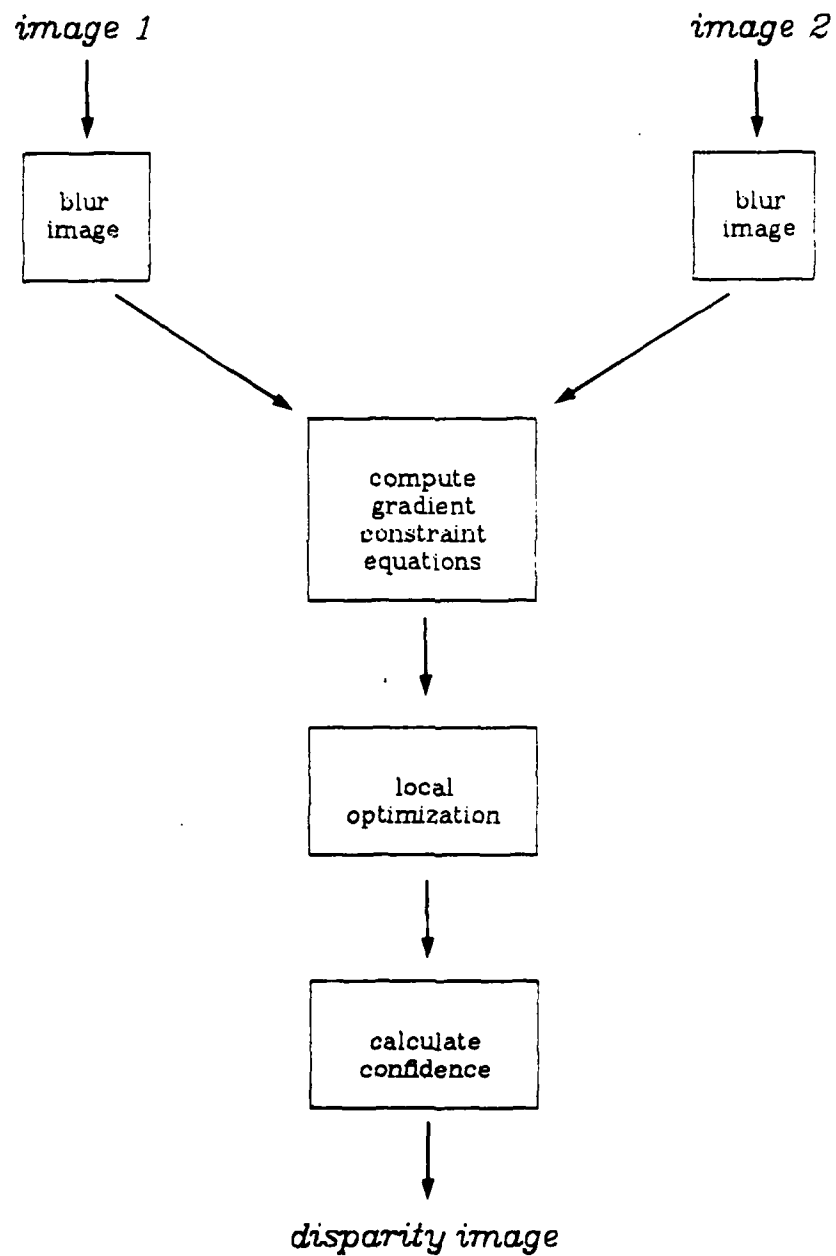 image 1
image 2
blur
image
blur
image
compute
gradient
constraint
equations
local
optimization
calculate
confidence
disparity image